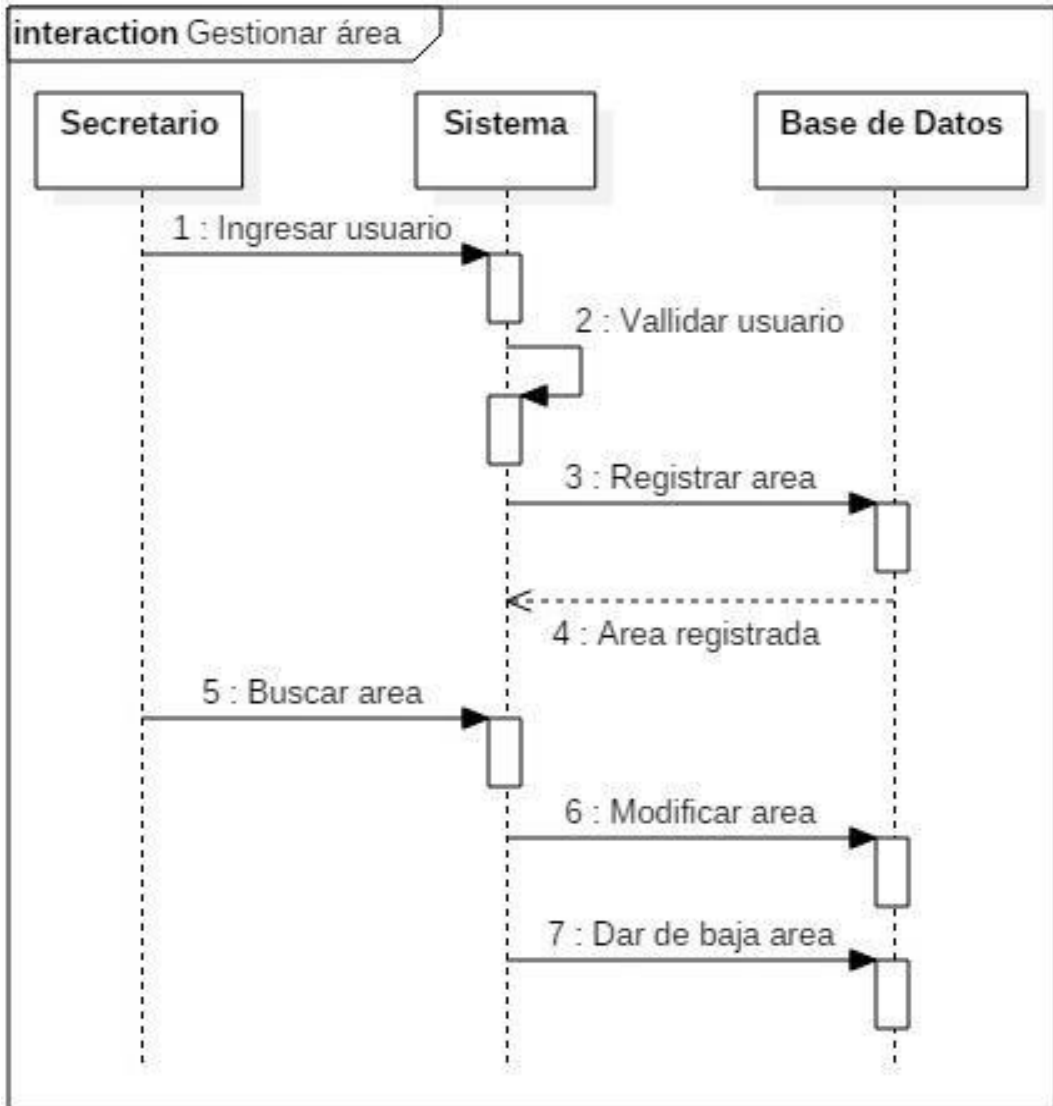 interaction Gestionar área
Secretario
Sistema
Base de Datos
1 : Ingresar usuario
2 : Vallidar usuario
3 : Registrar area
4 : Area registrada
5 : Buscar area
6 : Modificar area
7 : Dar de baja area